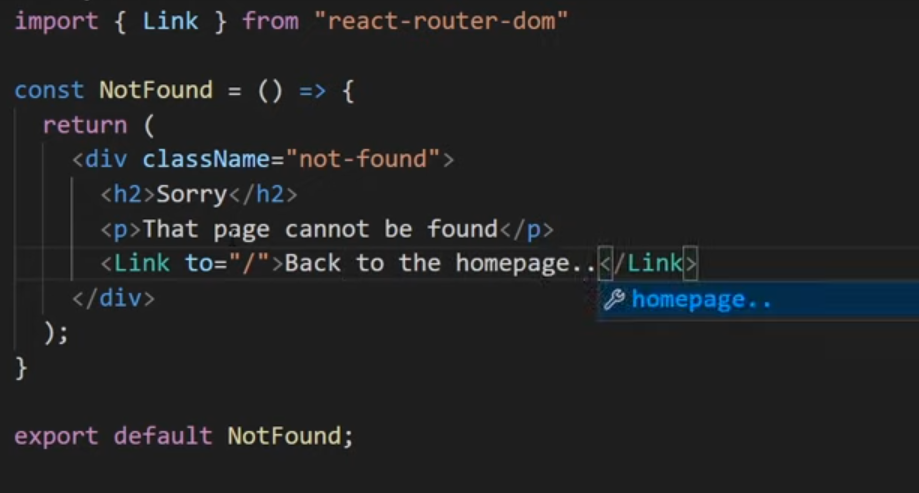 import { Link } from "react-router-dom"
const NotFound = () => {
return (
<div className="not-found">
<h2>Sorry</h2>
<p>That page cannot be found</p>
<Link to="/">Back to the homepage..</Link>
homepage..
</div>
);
}
export default NotFound;